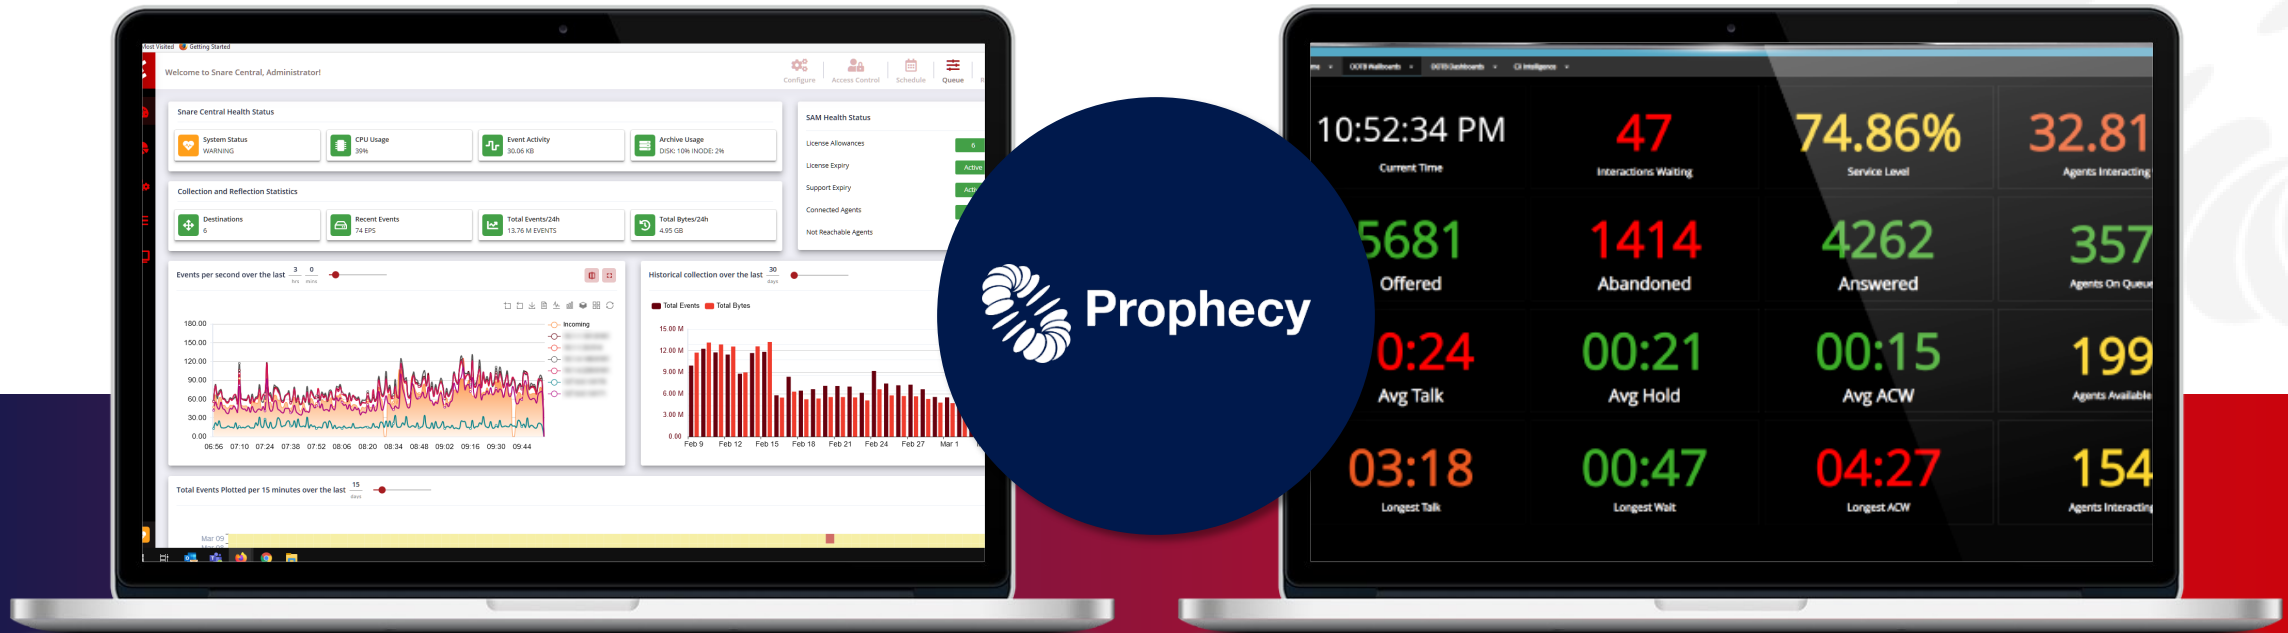 Most Visited Getting Started
Welcome to Snare Central, Administrator!
Configure Access Control Schedule Queue
Snare Central Health Status
System Status
WARNING
CPU Usage
39%
Event Activity
30.06 KB
Archive Usage
DISK: 10% INODE: 2%
Collection and Reflection Statistics
Destinations
6
Recent Events
74 EPS
Total Events/24h
13.76 M EVENTS
Total Bytes/24h
4.95 GB
SAM Health Status
License Allowances 6
License Expiry Active
Support Expiry
Connected Agents
Not Reachable Agents
Events per second over the last 3 0
hrs mins
Incoming
180.00
150.00
120.00
90.00
60.00
30.00
0.00
06:56 07:10 07:24 07:38 07:52 08:06 08:20 08:34 08:48 09:02 09:16 09:30 09:44
Historical collection over the last 30
days
Total Events Total Bytes
15.00 M
12.00 M
9.00 M
6.00 M
3.00 M
0.00
Feb 9 Feb 12 Feb 15 Feb 18 Feb 21 Feb 24 Feb 27 Mar 1
Total Events Plotted per 15 minutes over the last 15
days
Mar 09
Prophecy
OOTB Wallboards OOTB Dashboards CX Intelligence
10:52:34 PM
Current Time
47
Interactions Waiting
74.86%
Service Level
32.81
Agents Interacting
5681
Offered
1414
Abandoned
4262
Answered
357
Agents On Queue
0:24
Avg Talk
00:21
Avg Hold
00:15
Avg ACW
199
Agents Available
03:18
Longest Talk
00:47
Longest Wait
04:27
Longest ACW
154
Agents Interacting